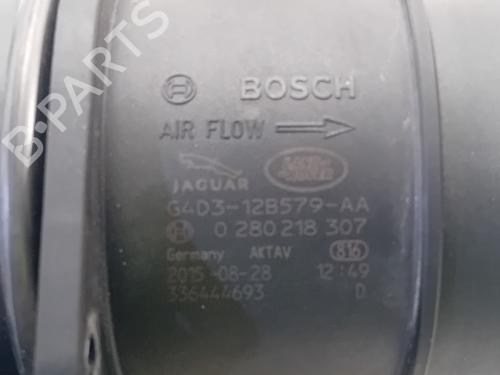 BOSCH
AIR FLOW
JAGUAR
LAND ROVER
G4D3-12B579-AA
0 280 218 307
Germany AKTAV 816
2015-08-28 12:49
336444693 D
B-PARTS